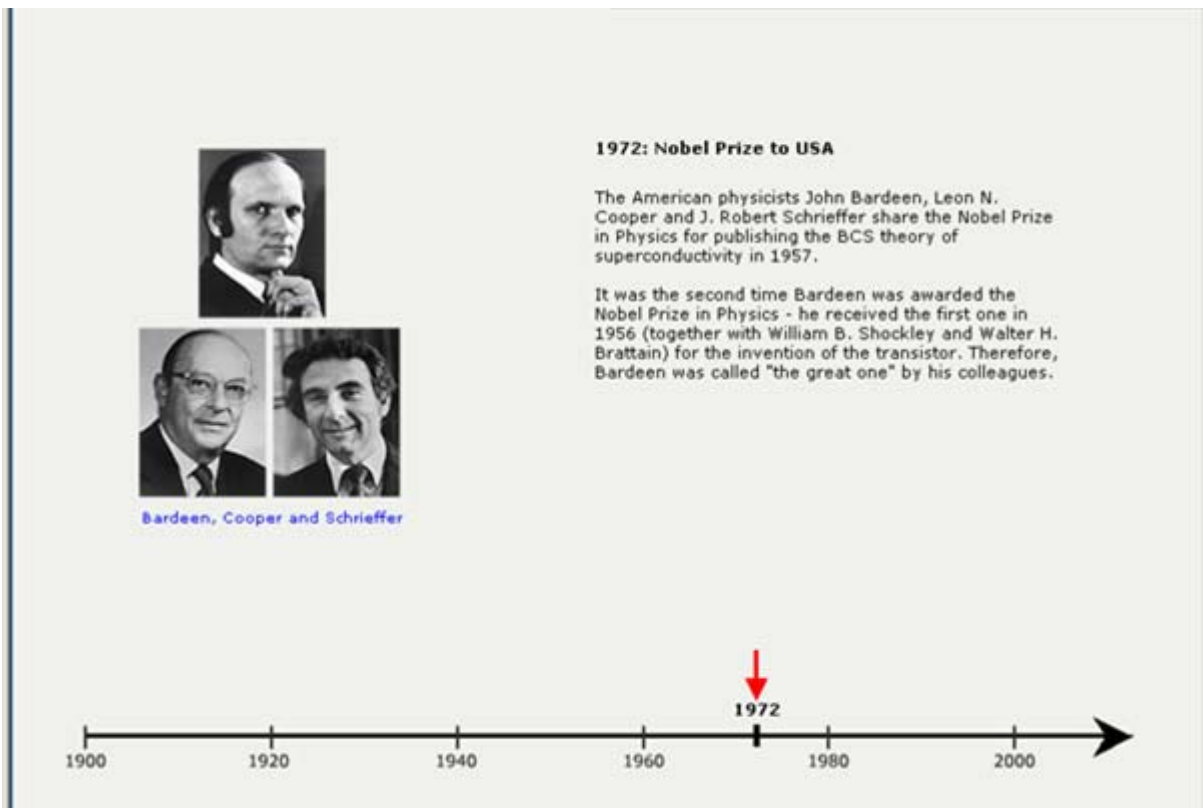 1972: Nobel Prize to USA
The American physicists John Bardeen, Leon N.
Cooper and J. Robert Schrieffer share the Nobel Prize
in Physics for publishing the BCS theory of
superconductivity in 1957.
It was the second time Bardeen was awarded the
Nobel Prize in Physics - he received the first one in
1956 (together with William B. Shockley and Walter H.
Brattain) for the invention of the transistor. Therefore,
Bardeen was called "the great one" by his colleagues.
Bardeen, Cooper and Schrieffer
1972
1900 1920 1940 1960 1980 2000